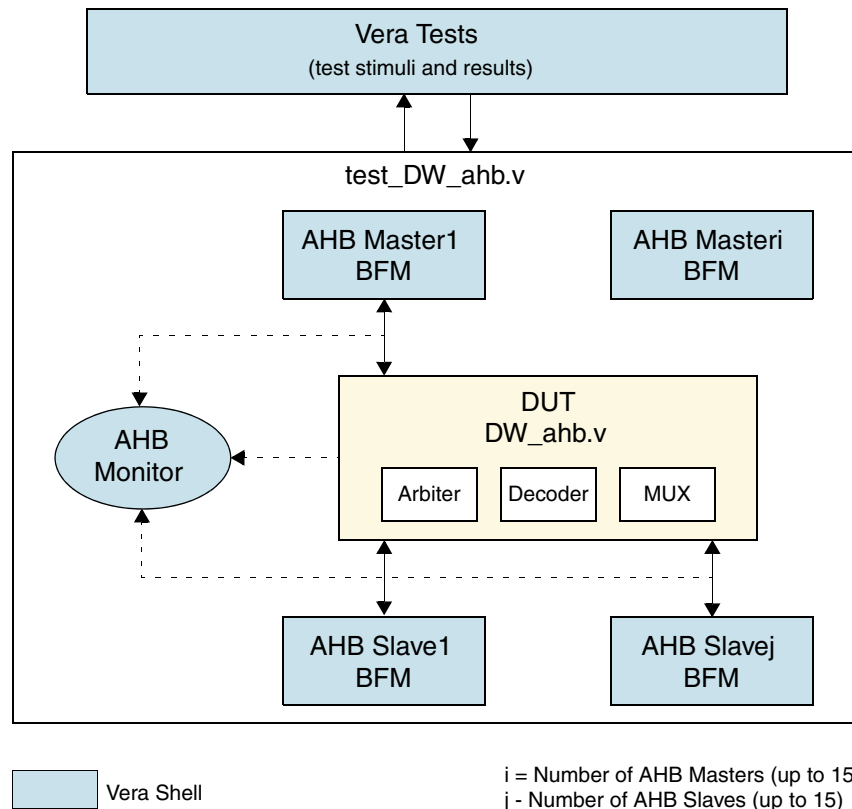 Vera Tests
(test stimuli and results)
test_DW_ahb.v
AHB Master1
BFM
AHB Masteri
BFM
DUT
DW_ahb.v
AHB
Monitor
Arbiter
Decoder
MUX
AHB Slave1
BFM
AHB Slavej
BFM
Vera Shell
i = Number of AHB Masters (up to 15
j - Number of AHB Slaves (up to 15)